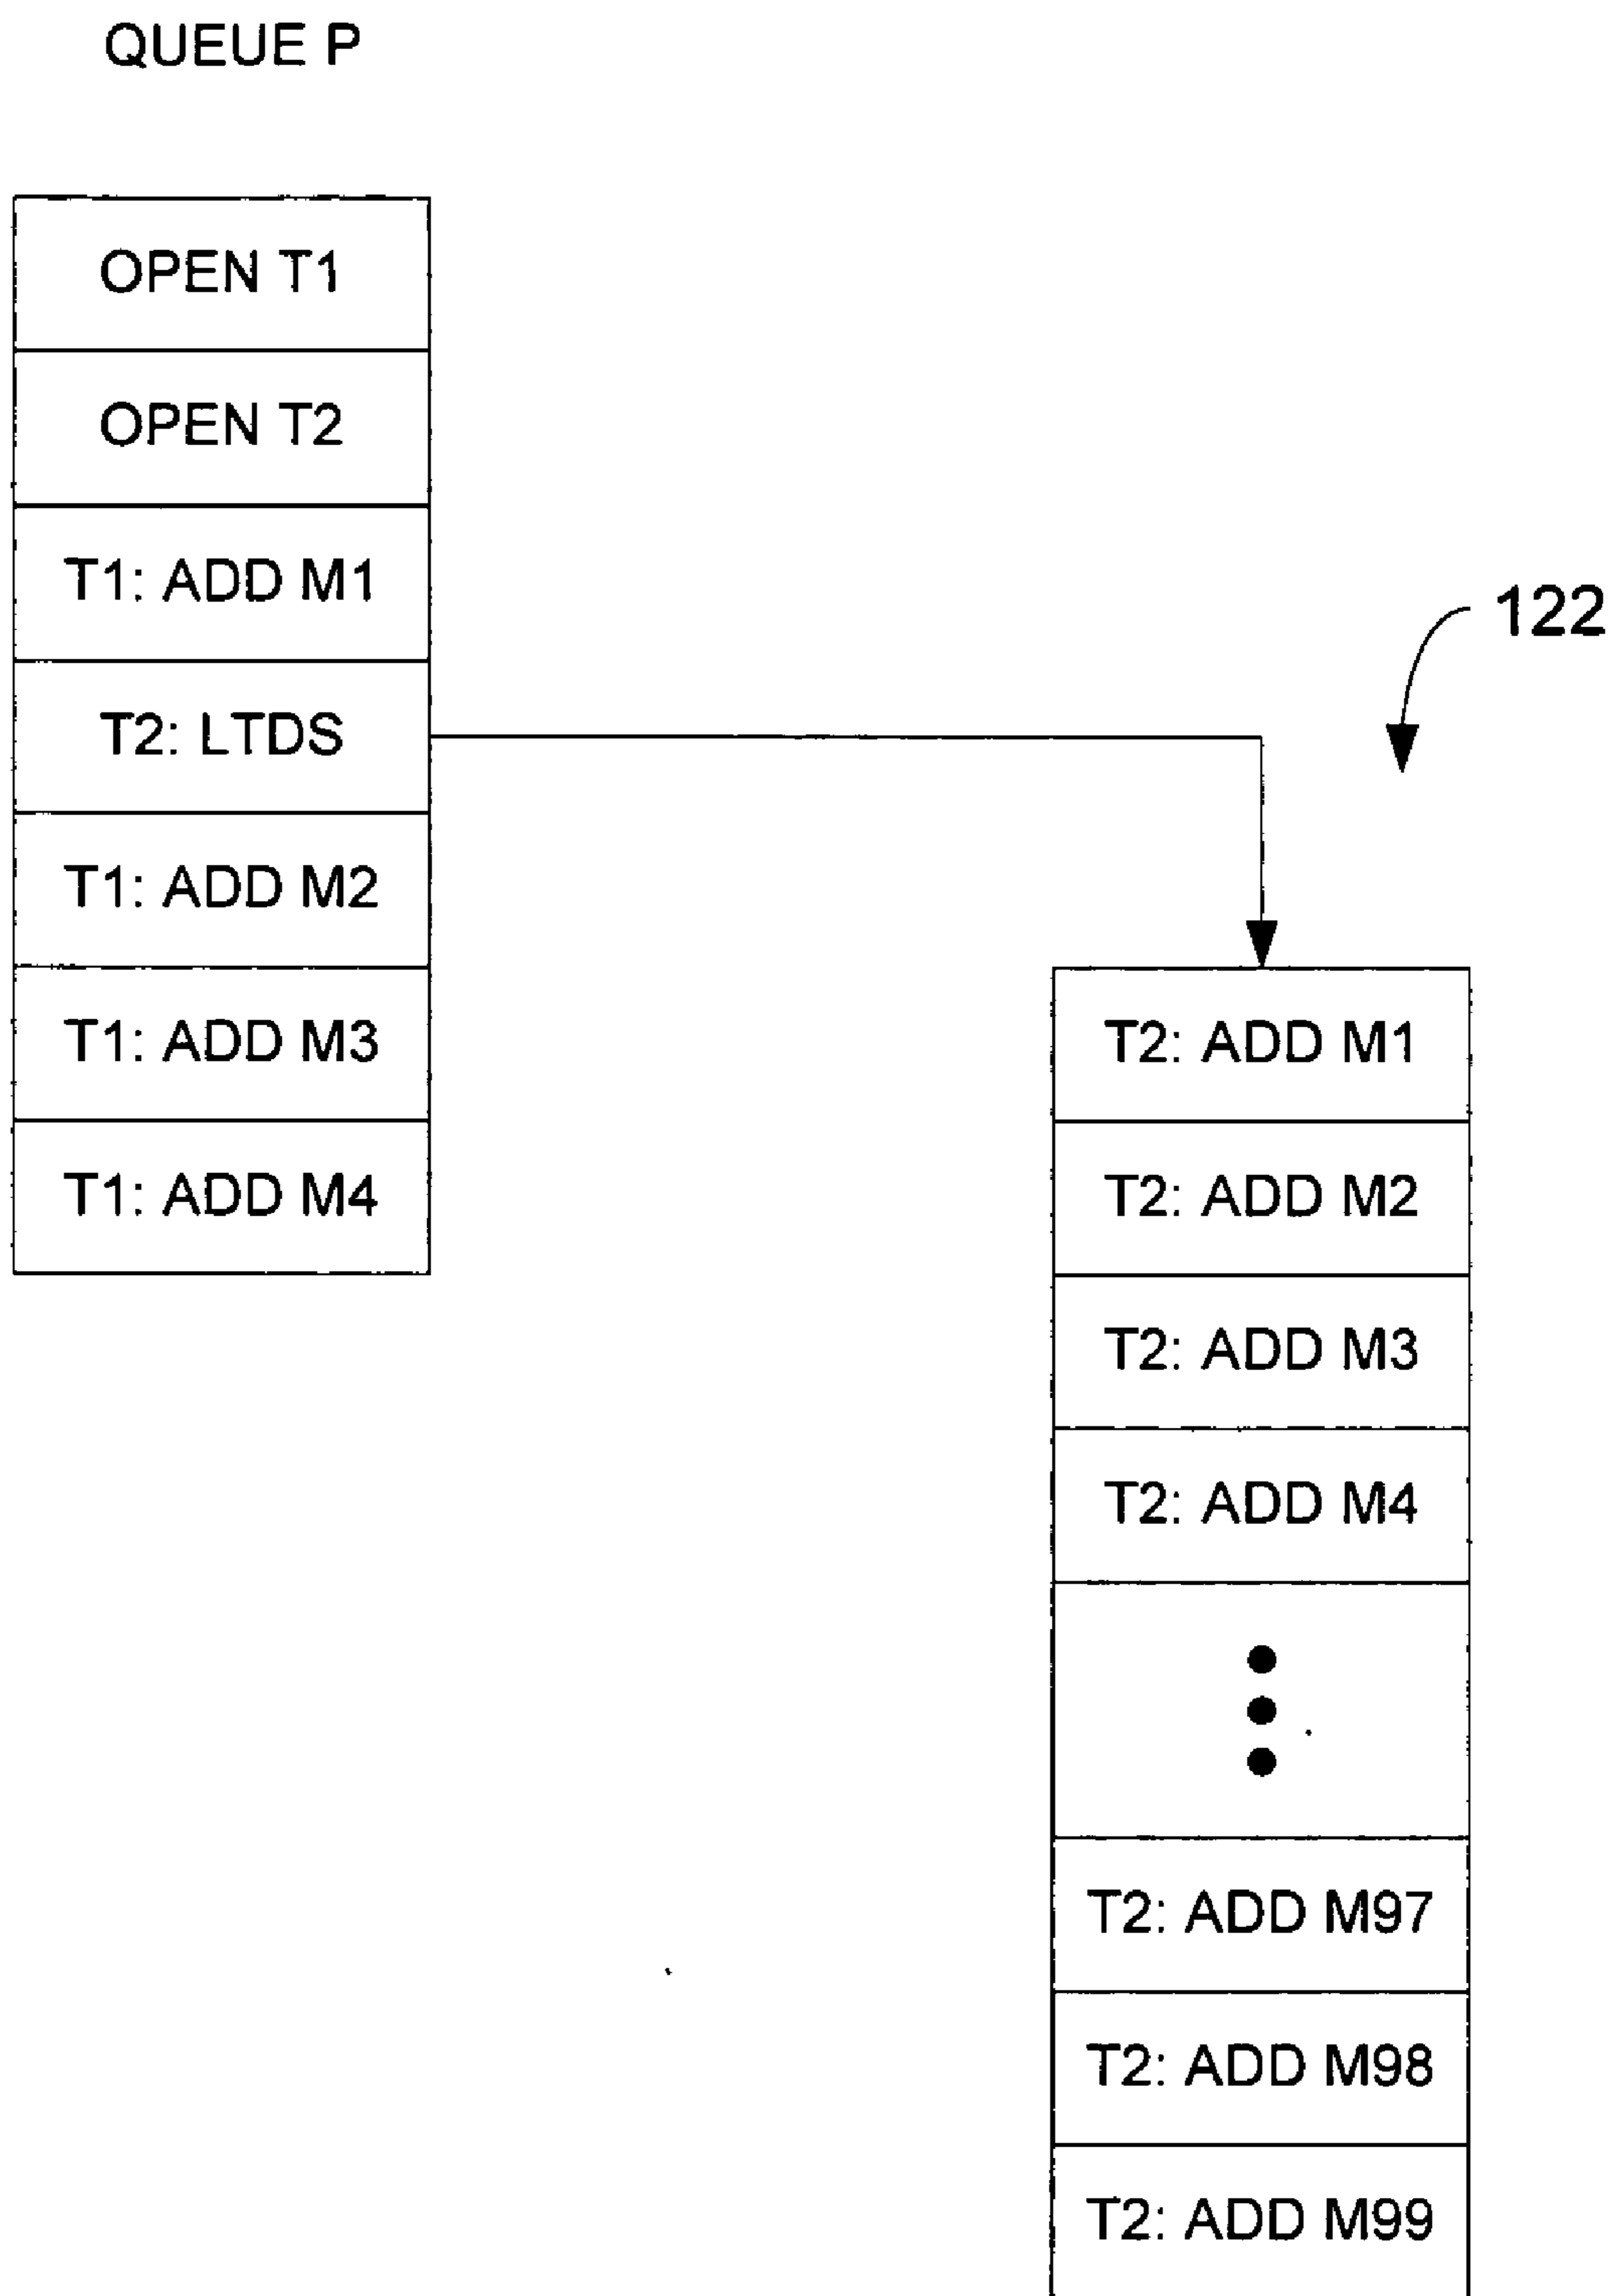 QUEUE P
OPEN T1
OPEN T2
T1: ADD M1
T2: LTDS
T1: ADD M2
T1: ADD M3
T1: ADD M4
122
T2: ADD M1
T2: ADD M2
T2: ADD M3
T2: ADD M4
T2: ADD M97
T2: ADD M98
T2: ADD M99